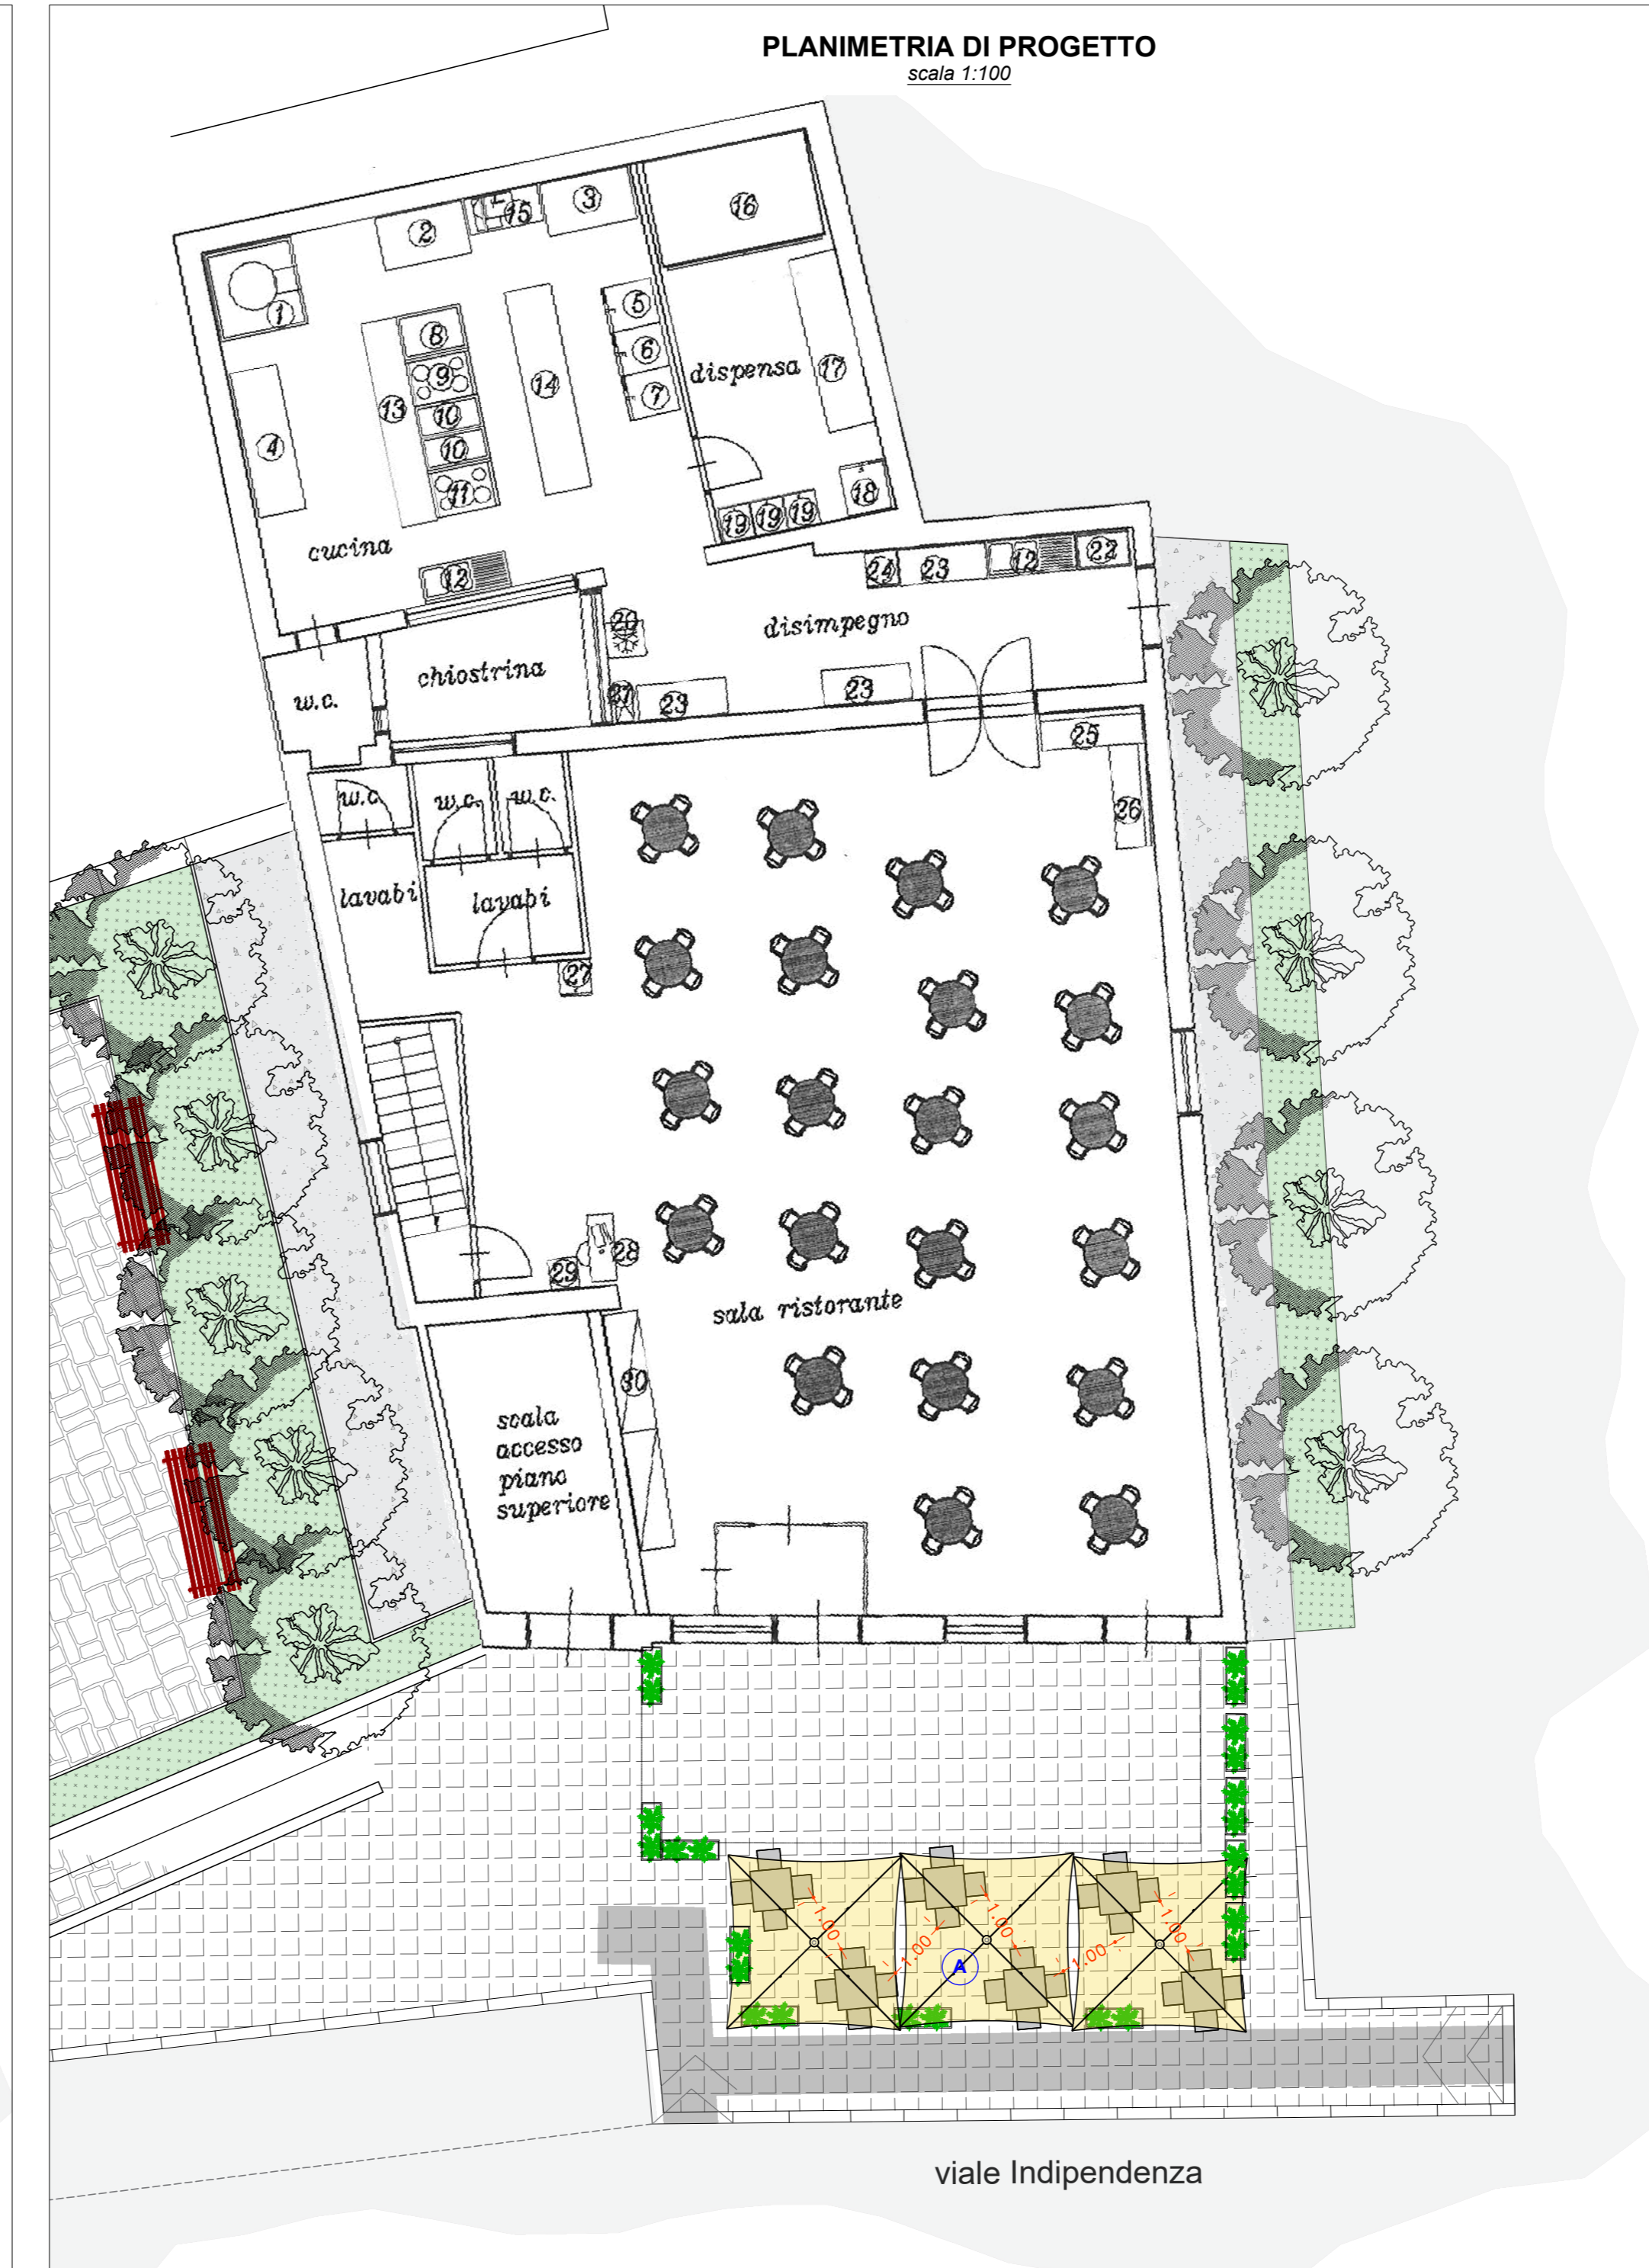 PLANIMETRIA DI PROGETTO
scala 1:100
16
3
15
2
1
5
8
6
dispensa
17
9
14
7
13
10
4
10
11
18
19
19
19
cucina
24
23
12
22
12
20
disimpegno
chiostrina
w.c.
27
23
23
25
w.c.
w.c.
w.c.
26
lavabi
lavabi
27
28
29
sala ristorante
30
scala
accesso
piano
superiore
1.00
1.00
1.00
1.00
1.00
A
viale Indipendenza